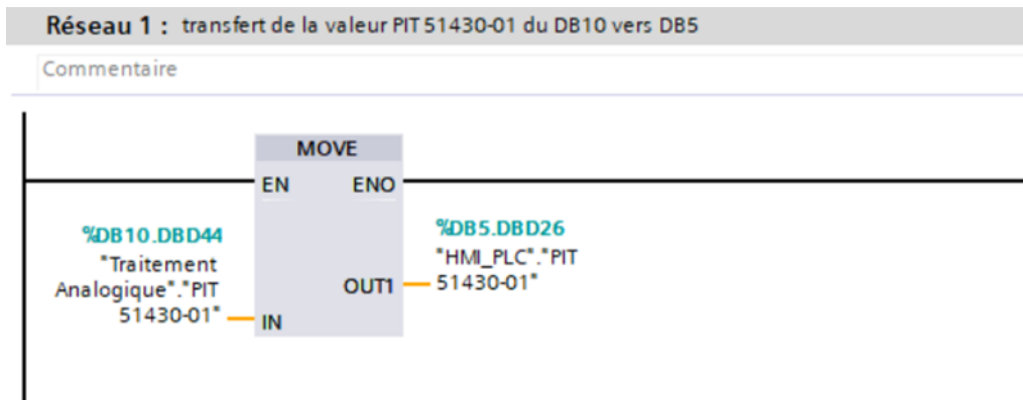 Réseau 1 : transfert de la valeur PIT 51430-01 du DB10 vers DB5
Commentaire
MOVE
EN ENO
%DB10.DBD44
"Traitement
Analogique"."PIT
51430-01"
IN
%DB5.DBD26
"HMI_PLC"."PIT
51430-01"
OUT1